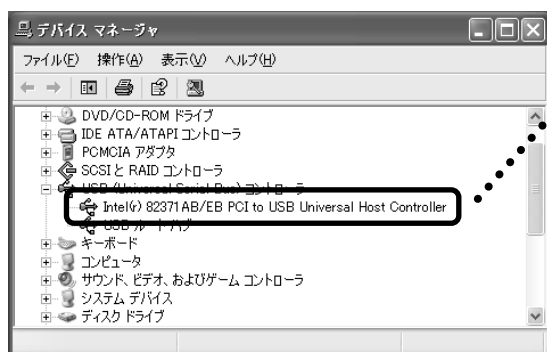 デバイス マネージャ
ファイル(F) 操作(A) 表示(V) ヘルプ(H)
DVD/CD-ROM ドライブ
IDE ATA/ATAPI コントローラ
PCMCIA アダプタ
SCSI と RAID コントローラ
USB (Universal Serial Bus) コントローラ
Intel(r) 82371AB/EB PCI to USB Universal Host Controller
USB ルート ハブ
キーボード
コンピュータ
サウンド、ビデオ、およびゲーム コントローラ
システム デバイス
ディスク ドライブ